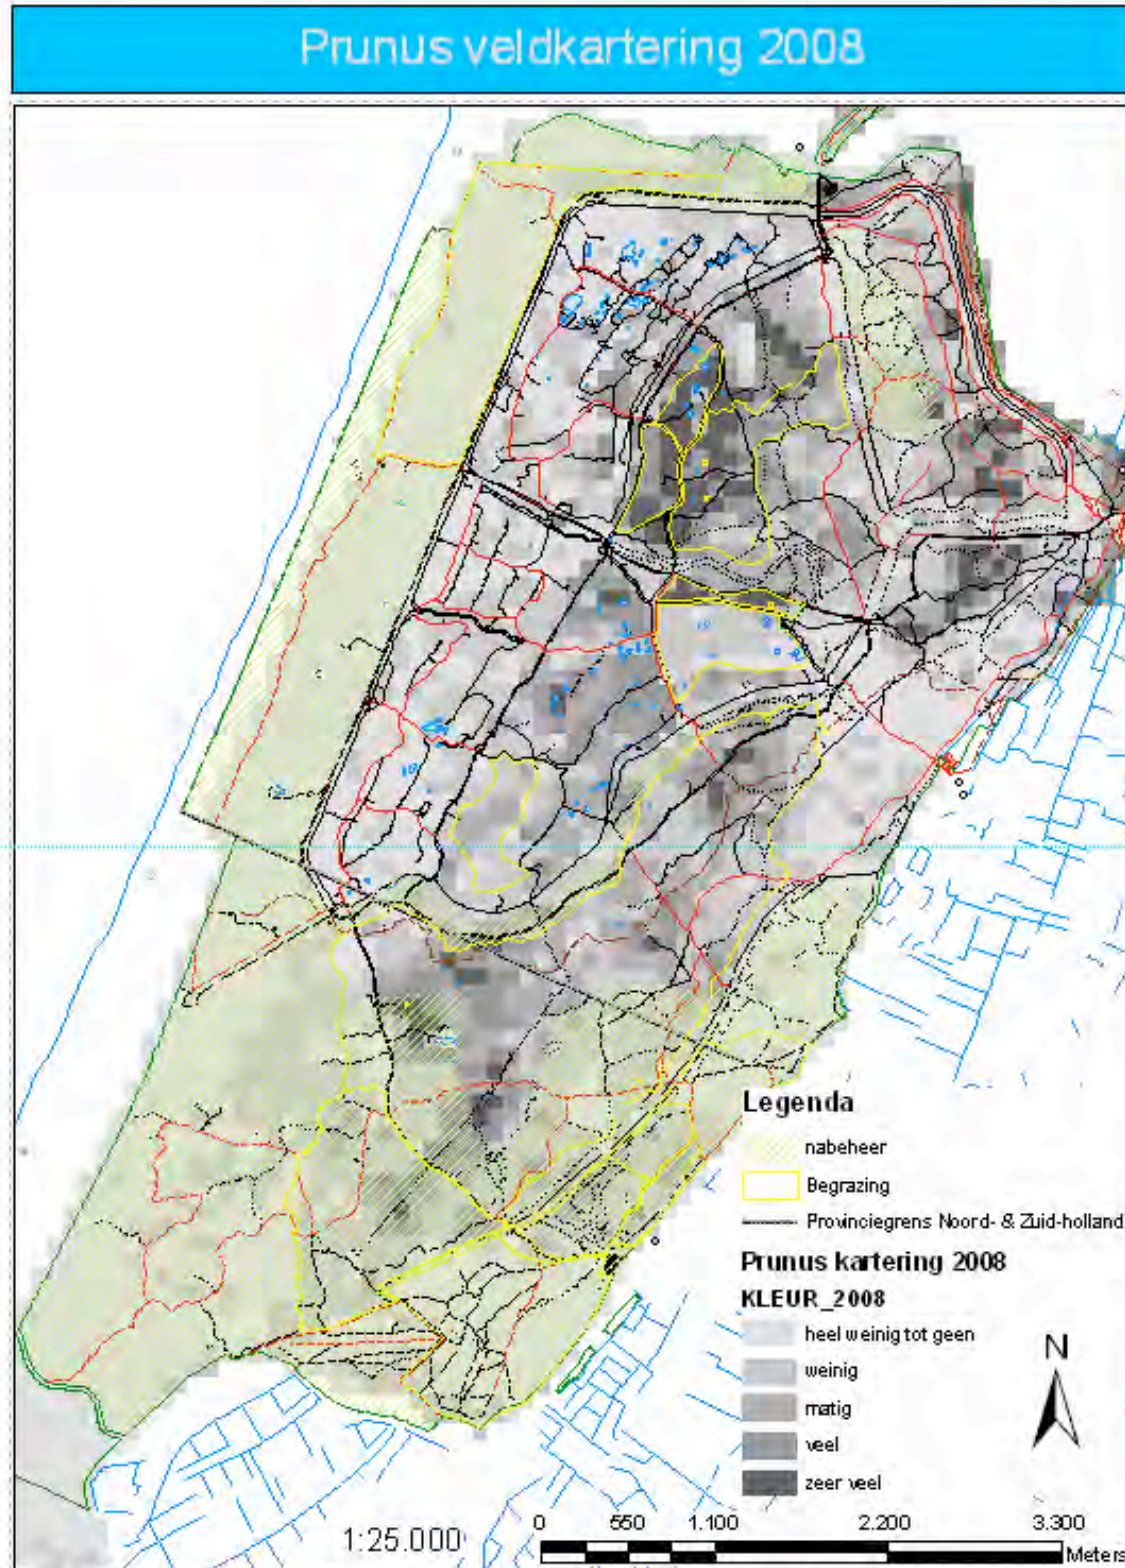 Prunus veldkartering 2008
Legenda
nabeheer
Begrazing
Provinciegrens Noord- & Zuid-holland
Prunus kartering 2008
KLEUR_2008
heel weinig tot geen
weinig
matig
veel
zeer veel
N
1:25.000
0 550 1.100 2.200 3.300
Meters